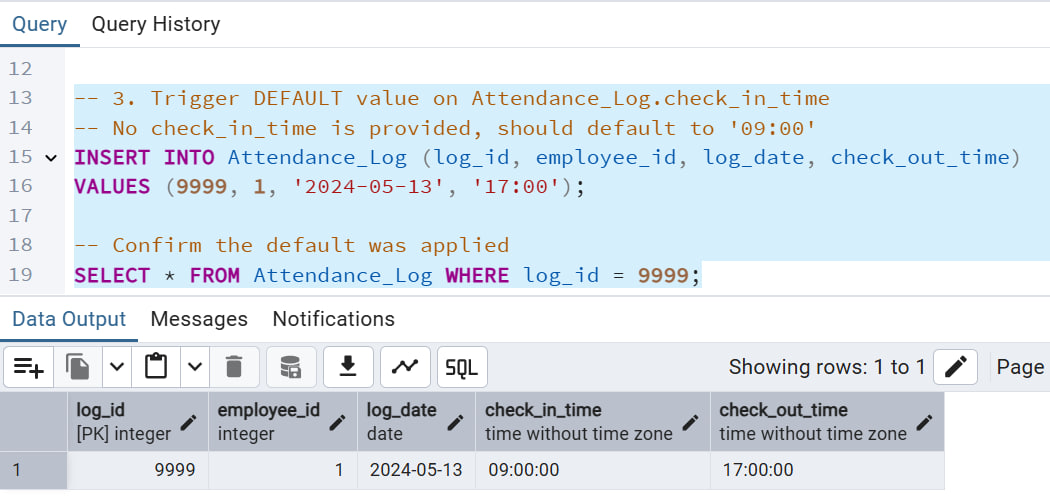 Query Query History
12
13 -- 3. Trigger DEFAULT value on Attendance_Log.check_in_time
14 -- No check_in_time is provided, should default to '09:00'
15 INSERT INTO Attendance_Log (log_id, employee_id, log_date, check_out_time)
16 VALUES (9999, 1, '2024-05-13', '17:00');
17
18 -- Confirm the default was applied
19 SELECT * FROM Attendance_Log WHERE log_id = 9999;
Data Output Messages Notifications
SQL Showing rows: 1 to 1 Page
log_id employee_id log_date check_in_time check_out_time
[PK] integer integer date time without time zone time without time zone
1 9999 1 2024-05-13 09:00:00 17:00:00